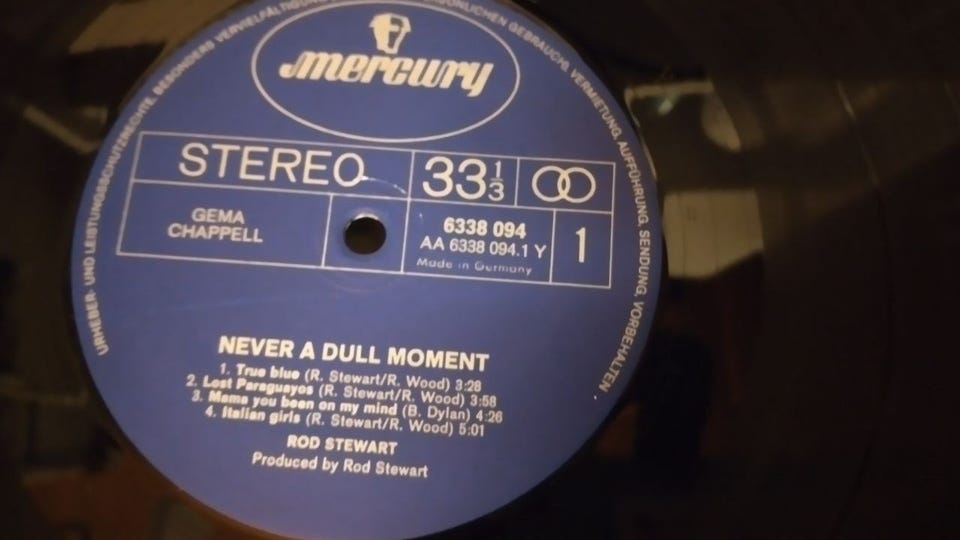 URHEBER- UND LEISTUNGSSCHUTZRECHTE, BESONDERS VERVIELFÄLTIGUNG GEBRAUCH), VERMIETUNG, AUFFÜHRUNG, SENDUNG, VORBEHALTEN.
mercury
STEREO 33 1/3
GEMA
CHAPPELL
6338 094
AA 6338 094.1 Y
Made in Germany
1
NEVER A DULL MOMENT
1. True blue (R. Stewart/R. Wood) 3:28
2. Lost Paraguayos (R. Stewart/R. Wood) 3:58
3. Mama you been on my mind (B. Dylan) 4:26
4. Italian girls (R. Stewart/R. Wood) 5:01
ROD STEWART
Produced by Rod Stewart